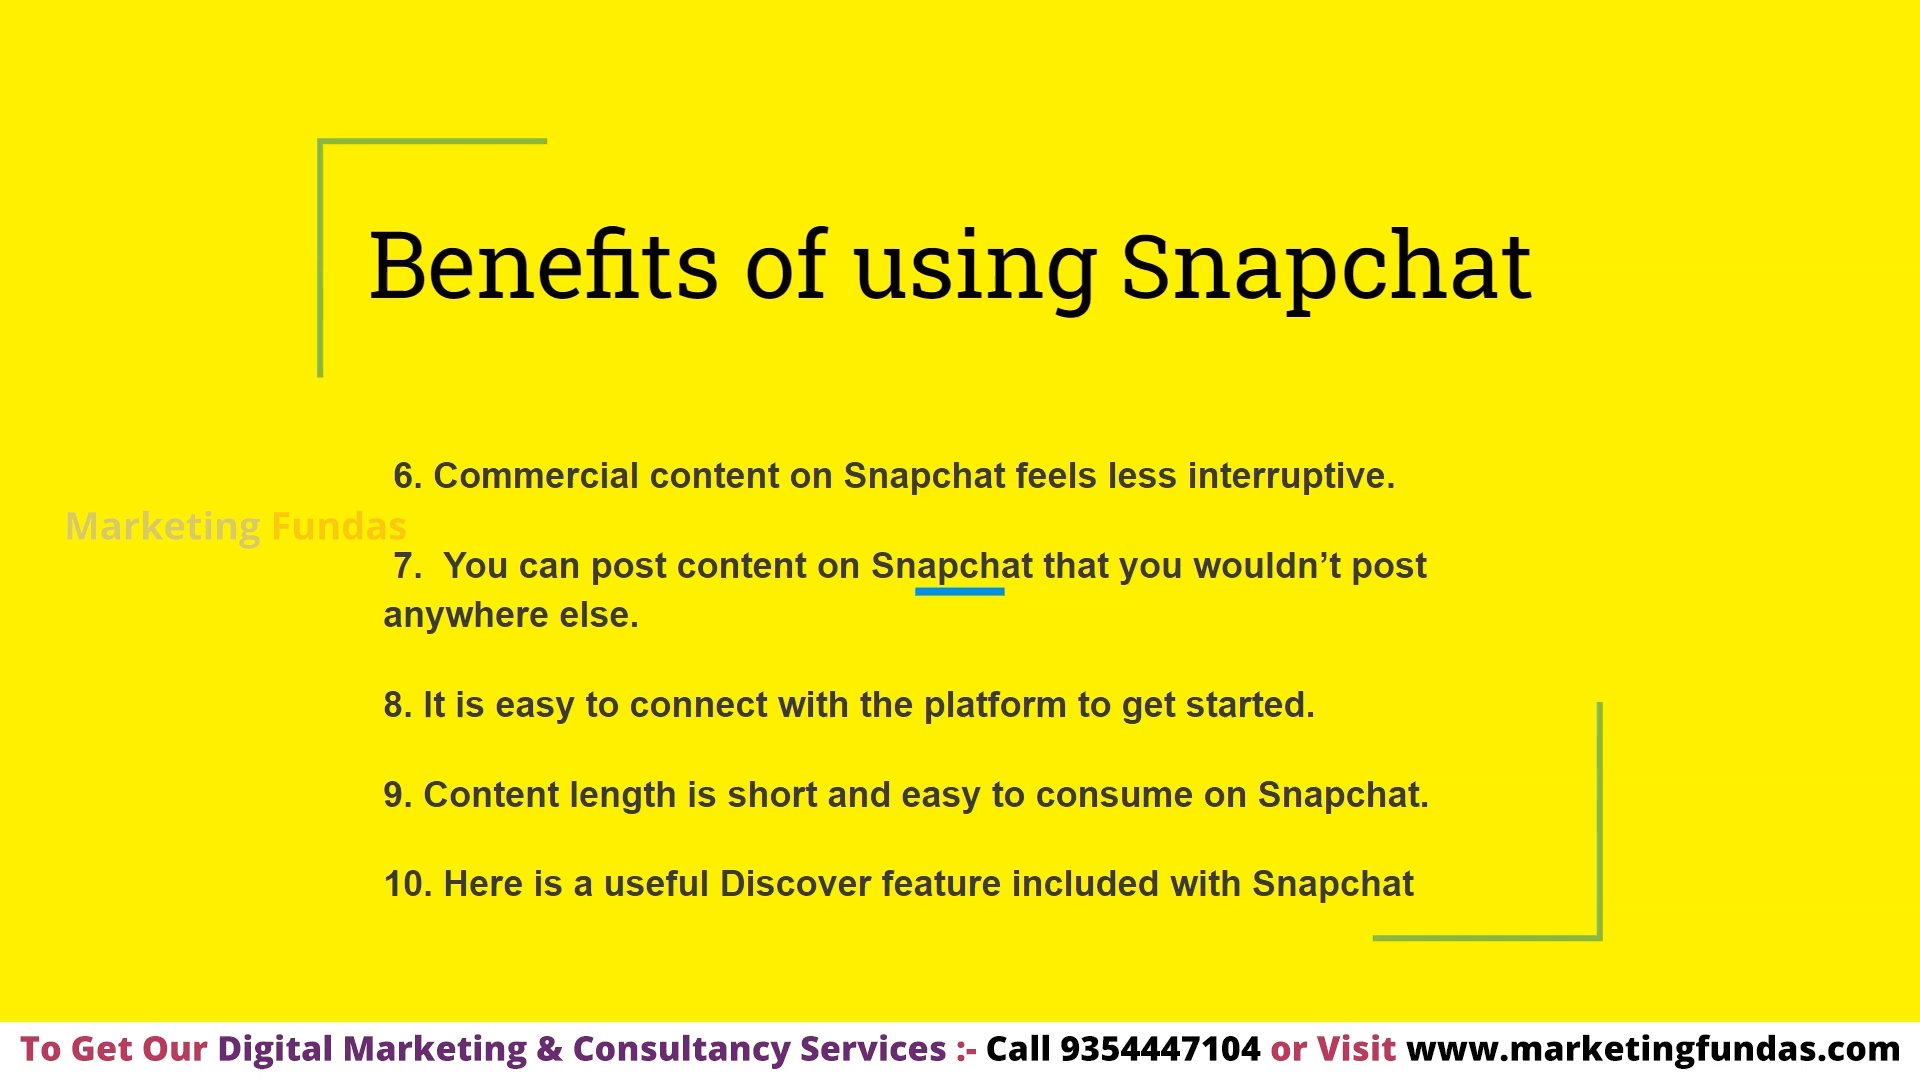 Benefits of using Snapchat
6. Commercial content on Snapchat feels less interruptive.
Marketing Fundas
7. You can post content on Snapchat that you wouldn’t post
anywhere else.
8. It is easy to connect with the platform to get started.
9. Content length is short and easy to consume on Snapchat.
10. Here is a useful Discover feature included with Snapchat
To Get Our Digital Marketing & Consultancy Services :- Call 9354447104 or Visit www.marketingfundas.com